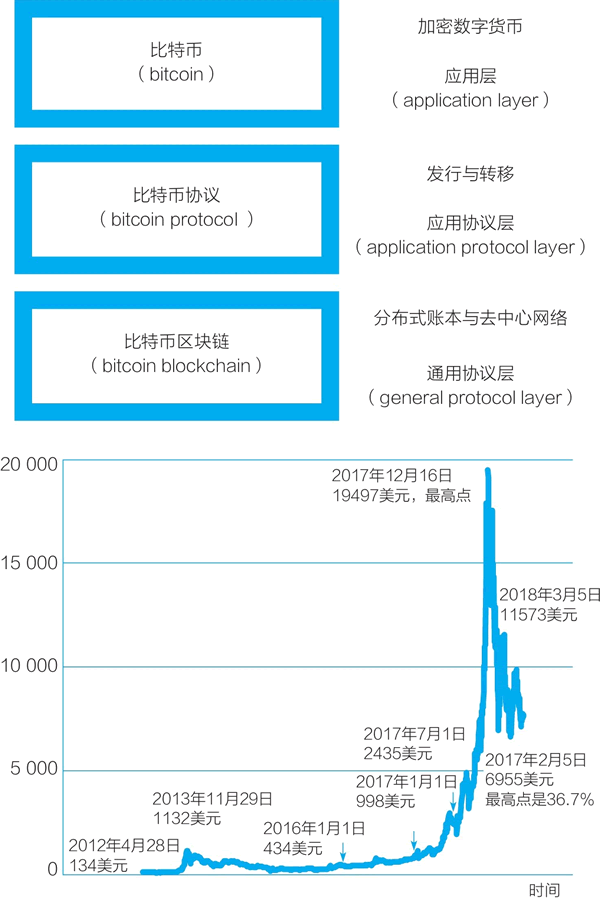 比特币
（bitcoin）
加密数字货币
应用层
（application layer）
比特币协议
（bitcoin protocol ）
发行与转移
应用协议层
（application protocol layer）
比特币区块链
（bitcoin blockchain）
分布式账本与去中心网络
通用协议层
（general protocol layer）
20 000
15 000
10 000
5 000
0
2017年12月16日
19497美元，最高点
2018年3月5日
11573美元
2017年7月1日
2435美元
2017年2月5日
6955美元
最高点是36.7%
2017年1月1日
998美元
2013年11月29日
1132美元
2016年1月1日
434美元
2012年4月28日
134美元
时间